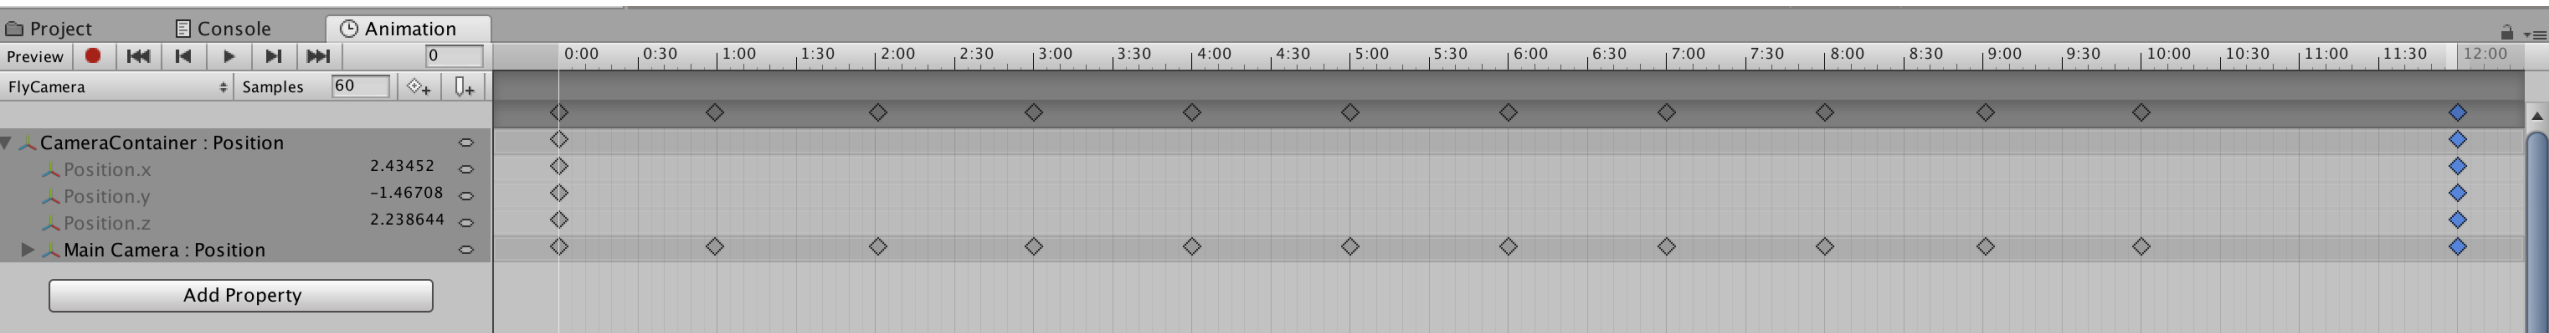 Project Console Animation
Preview 0 0:00 0:30 1:00 1:30 2:00 2:30 3:00 3:30 4:00 4:30 5:00 5:30 6:00 6:30 7:00 7:30 8:00 8:30 9:00 9:30 10:00 10:30 11:00 11:30 12:00
FlyCamera Samples 60
CameraContainer : Position
Position.x 2.43452
Position.y -1.46708
Position.z 2.238644
Main Camera : Position
Add Property